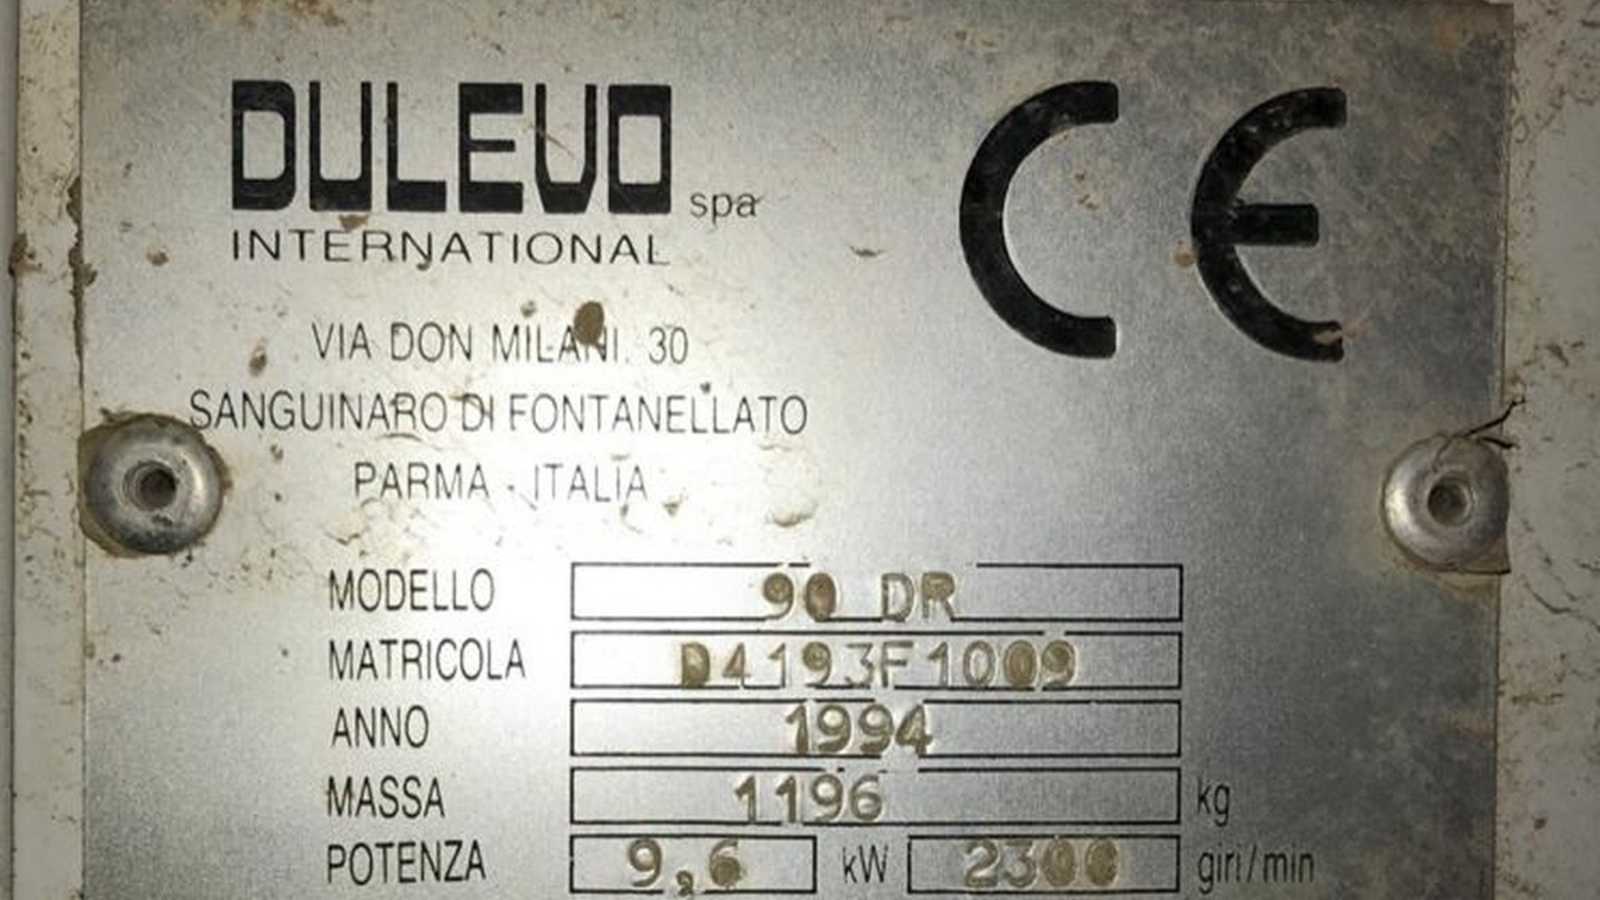 DULEVO spa CE
INTERNATIONAL
VIA DON MILANI. 30
SANGUINARO DI FONTANELLATO
PARMA - ITALIA
MODELLO 90 DR
MATRICOLA D4193F1009
ANNO 1994
MASSA 1196 kg
POTENZA 9,6 kW 2300 giri/min